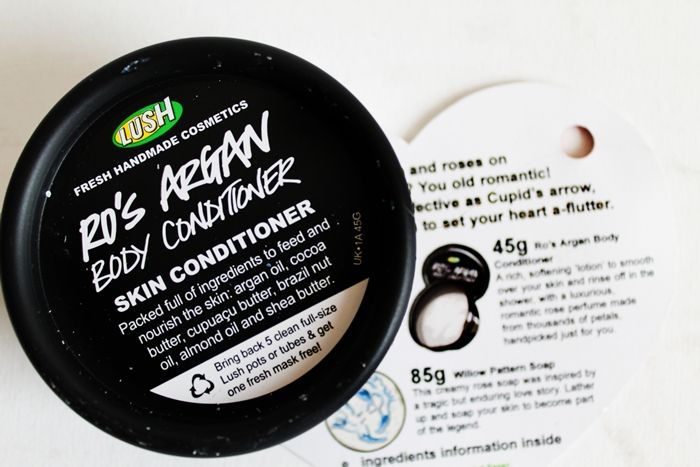 LUSH
FRESH HANDMADE COSMETICS
RO'S ARGAN
BODY CONDITIONER
SKIN CONDITIONER
Packed full of ingredients to feed and
nourish the skin: argan oil, cocoa
butter, cupuaçu butter, brazil nut
oil, almond oil and shea butter.
UK•1A 45G
Bring back 5 clean full-size
Lush pots or tubes & get
one fresh mask free!
and roses on
? You old romantic!
as Cupid's arrow,
to set your heart a-flutter.
45g Ro's Argan Body
Conditioner
A rich, softening 'lotion' to smooth
over your skin and rinse off in the
shower, with a luxurious,
romantic rose perfume made
from thousands of petals,
handpicked just for you.
RO'S ARGAN
85g Willow Pattern Soap
This creamy rose soap was inspired by
a tragic but enduring love story. Lather
up and soap your skin to become part
of the legend.
ingredients information inside